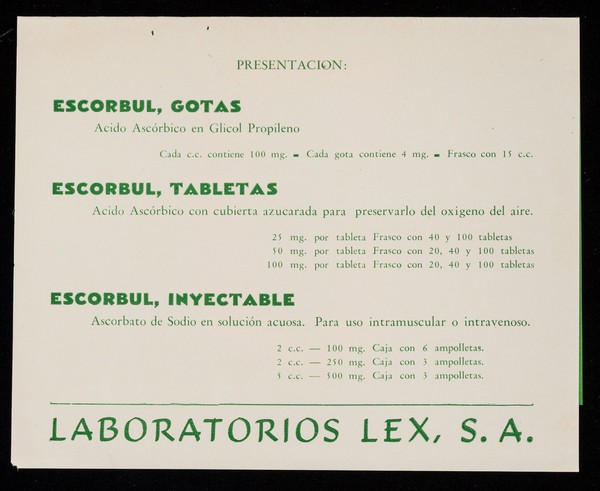 PRESENTACION:
ESCORBUL, GOTAS
Acido Ascórbico en Glicol Propileno
Cada c.c. contiene 100 mg. - Cada gota contiene 4 mg. - Frasco con 15 c.c.
ESCORBUL, TABLETAS
Acido Ascórbico con cubierta azucarada para preservarlo del oxígeno del aire.
25 mg. por tableta Frasco con 40 y 100 tabletas
50 mg. por tableta Frasco con 20, 40 y 100 tabletas
100 mg. por tableta Frasco con 20, 40 y 100 tabletas
ESCORBUL, INYECTABLE
Ascorbato de Sodio en solución acuosa. Para uso intramuscular o intravenoso.
2 c.c. — 100 mg. Caja con 6 ampolletas.
2 c.c. — 250 mg. Caja con 3 ampolletas.
5 c.c. — 500 mg. Caja con 3 ampolletas.
LABORATORIOS LEX, S. A.